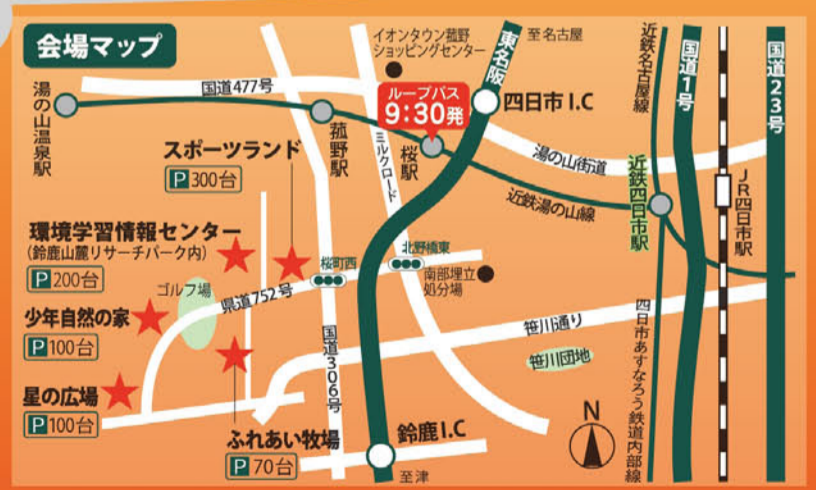 会場マップ
イオンタウン菰野
ショッピングセンター
東名阪
至名古屋
近鉄名古屋線
国道1号
国道23号
国道477号
ループバス
9:30発
四日市 I.C
湯の山温泉駅
菰野駅
ミルクロード
桜駅
湯の山街道
近鉄湯の山線
近鉄四日市駅
JR四日市駅
スポーツランド
P300台
環境学習情報センター
(鈴鹿山麓リサーチパーク内)
P200台
桜町西
北野橋東
南部埋立
処分場
ゴルフ場
県道752号
少年自然の家
P100台
国道306号
笹川通り
笹川団地
四日市あすなろう鉄道内部線
星の広場
P100台
ふれあい牧場
P70台
鈴鹿I.C
至津
N